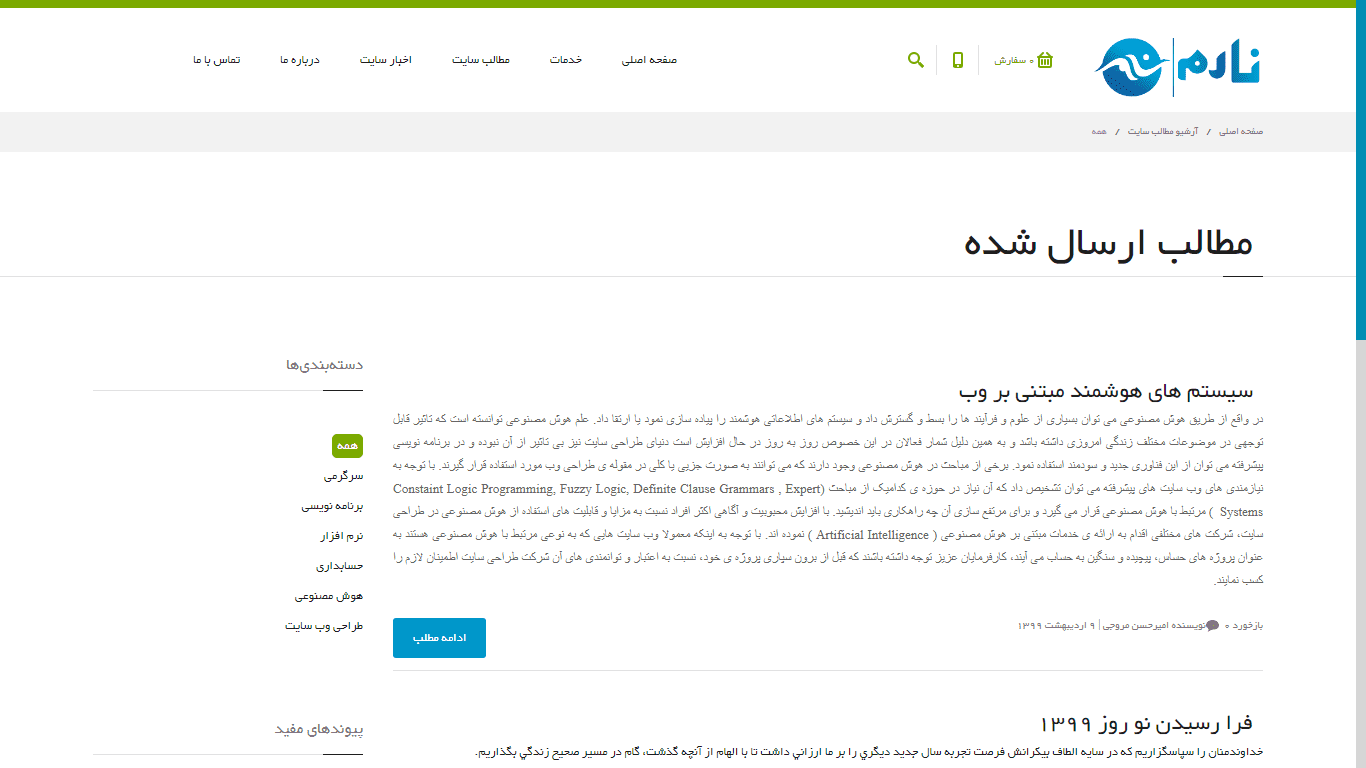 نارم
۰ سفارش
صفحه اصلی
خدمات
مطالب سایت
اخبار سایت
درباره ما
تماس با ما
صفحه اصلی / آرشیو مطالب سایت / همه
مطالب ارسال شده
سیستم های هوشمند مبتنی بر وب
در واقع از طریق هوش مصنوعی می توان بسیاری از علوم و فرآیند ها را بسط و گسترش داد و سیستم های اطلاعاتی هوشمند را پیاده سازی نمود یا ارتقا داد. علم هوش مصنوعی توانسته است که تاثیر قابل
توجهی در موضوعات مختلف زندگی امروزی داشته باشد و به همین دلیل شمار فعالان در این خصوص روز به روز در حال افزایش است دنیای طراحی سایت نیز بی تاثیر از آن نبوده و در برنامه نویسی
پیشرفته می توان از این فناوری جدید و سودمند استفاده نمود. برخی از مباحث در هوش مصنوعی وجود دارند که می توانند به صورت جزیی یا کلی در مقوله ی طراحی وب مورد استفاده قرار گیرند. با توجه به
نیازمندی های وب سایت های پیشرفته می توان تشخیص داد که آن نیاز در حوزه ی کدامیک از مباحث (Constaint Logic Programming, Fuzzy Logic, Definite Clause Grammars , Expert
Systems ) مرتبط با هوش مصنوعی قرار می گیرد و برای مرتفع سازی آن چه راهکاری باید اندیشید. با افزایش محبوبیت و آگاهی اکثر افراد نسبت به مزایا و قابلیت های استفاده از هوش مصنوعی در طراحی
سایت، شرکت های مختلفی اقدام به ارائه ی خدمات مبتنی بر هوش مصنوعی ( Artificial Intelligence ) نموده اند. با توجه به اینکه معمولا وب سایت هایی که به نوعی مرتبط با هوش مصنوعی هستند به
عنوان پروژه های حساس، پیچیده و سنگین به حساب می آیند، کارفرمایان عزیز توجه داشته باشند که قبل از برون سپاری پروژه ی خود، نسبت به اعتبار و توانمندی های آن شرکت طراحی سایت اطمینان لازم را
کسب نمایند.
بازخورد ۰ نویسنده امیرحسن مروجی | ۹ اردیبهشت ۱۳۹۹
ادامه مطلب
فرا رسیدن نو روز ۱۳۹۹
خداوندمنان را سپاسگزاریم که در سایه الطاف بیکرانش فرصت تجربه سال جدید دیگري را بر ما ارزاني داشت تا با الهام از آنچه گذشت، گام در مسیر صحیح زندگي بگذاریم.
دسته‌بندی‌ها
همه
سرگرمی
برنامه نویسی
نرم افزار
حسابداری
هوش مصنوعی
طراحی وب سایت
پیوندهای مفید